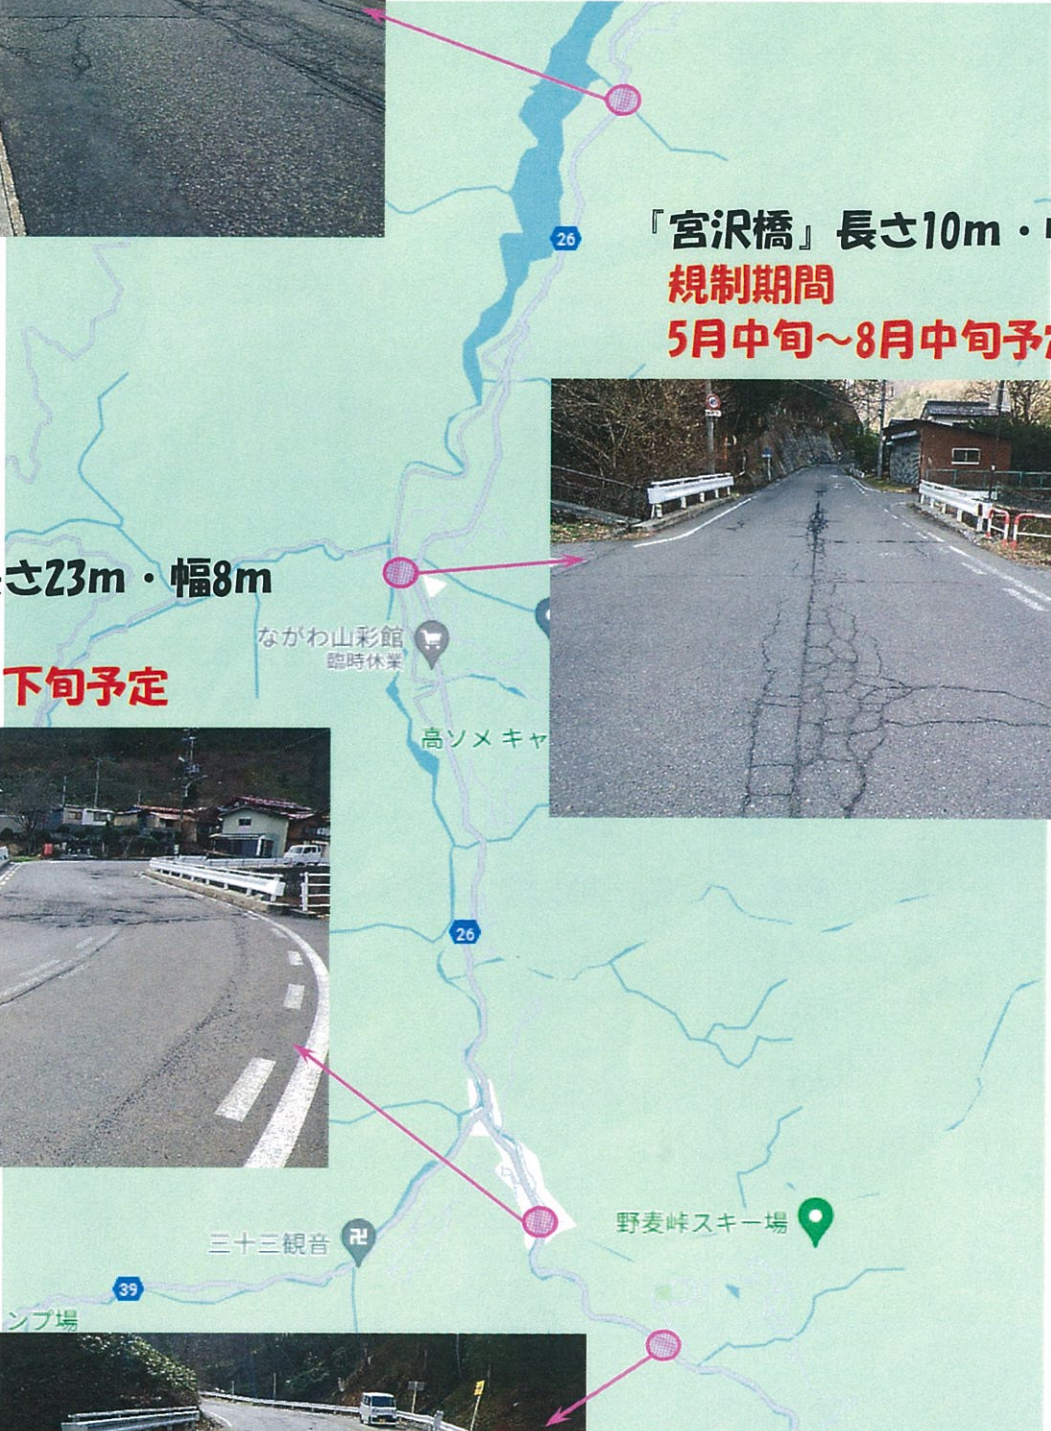 26
『宮沢橋』長さ10m・
規制期間
5月中旬～8月中旬予
さ23m・幅8m
ながわ山彩館
臨時休業
下旬予定
高ソメキャ
26
野麦峠スキー場
三十三観音
卍
39
ンプ場